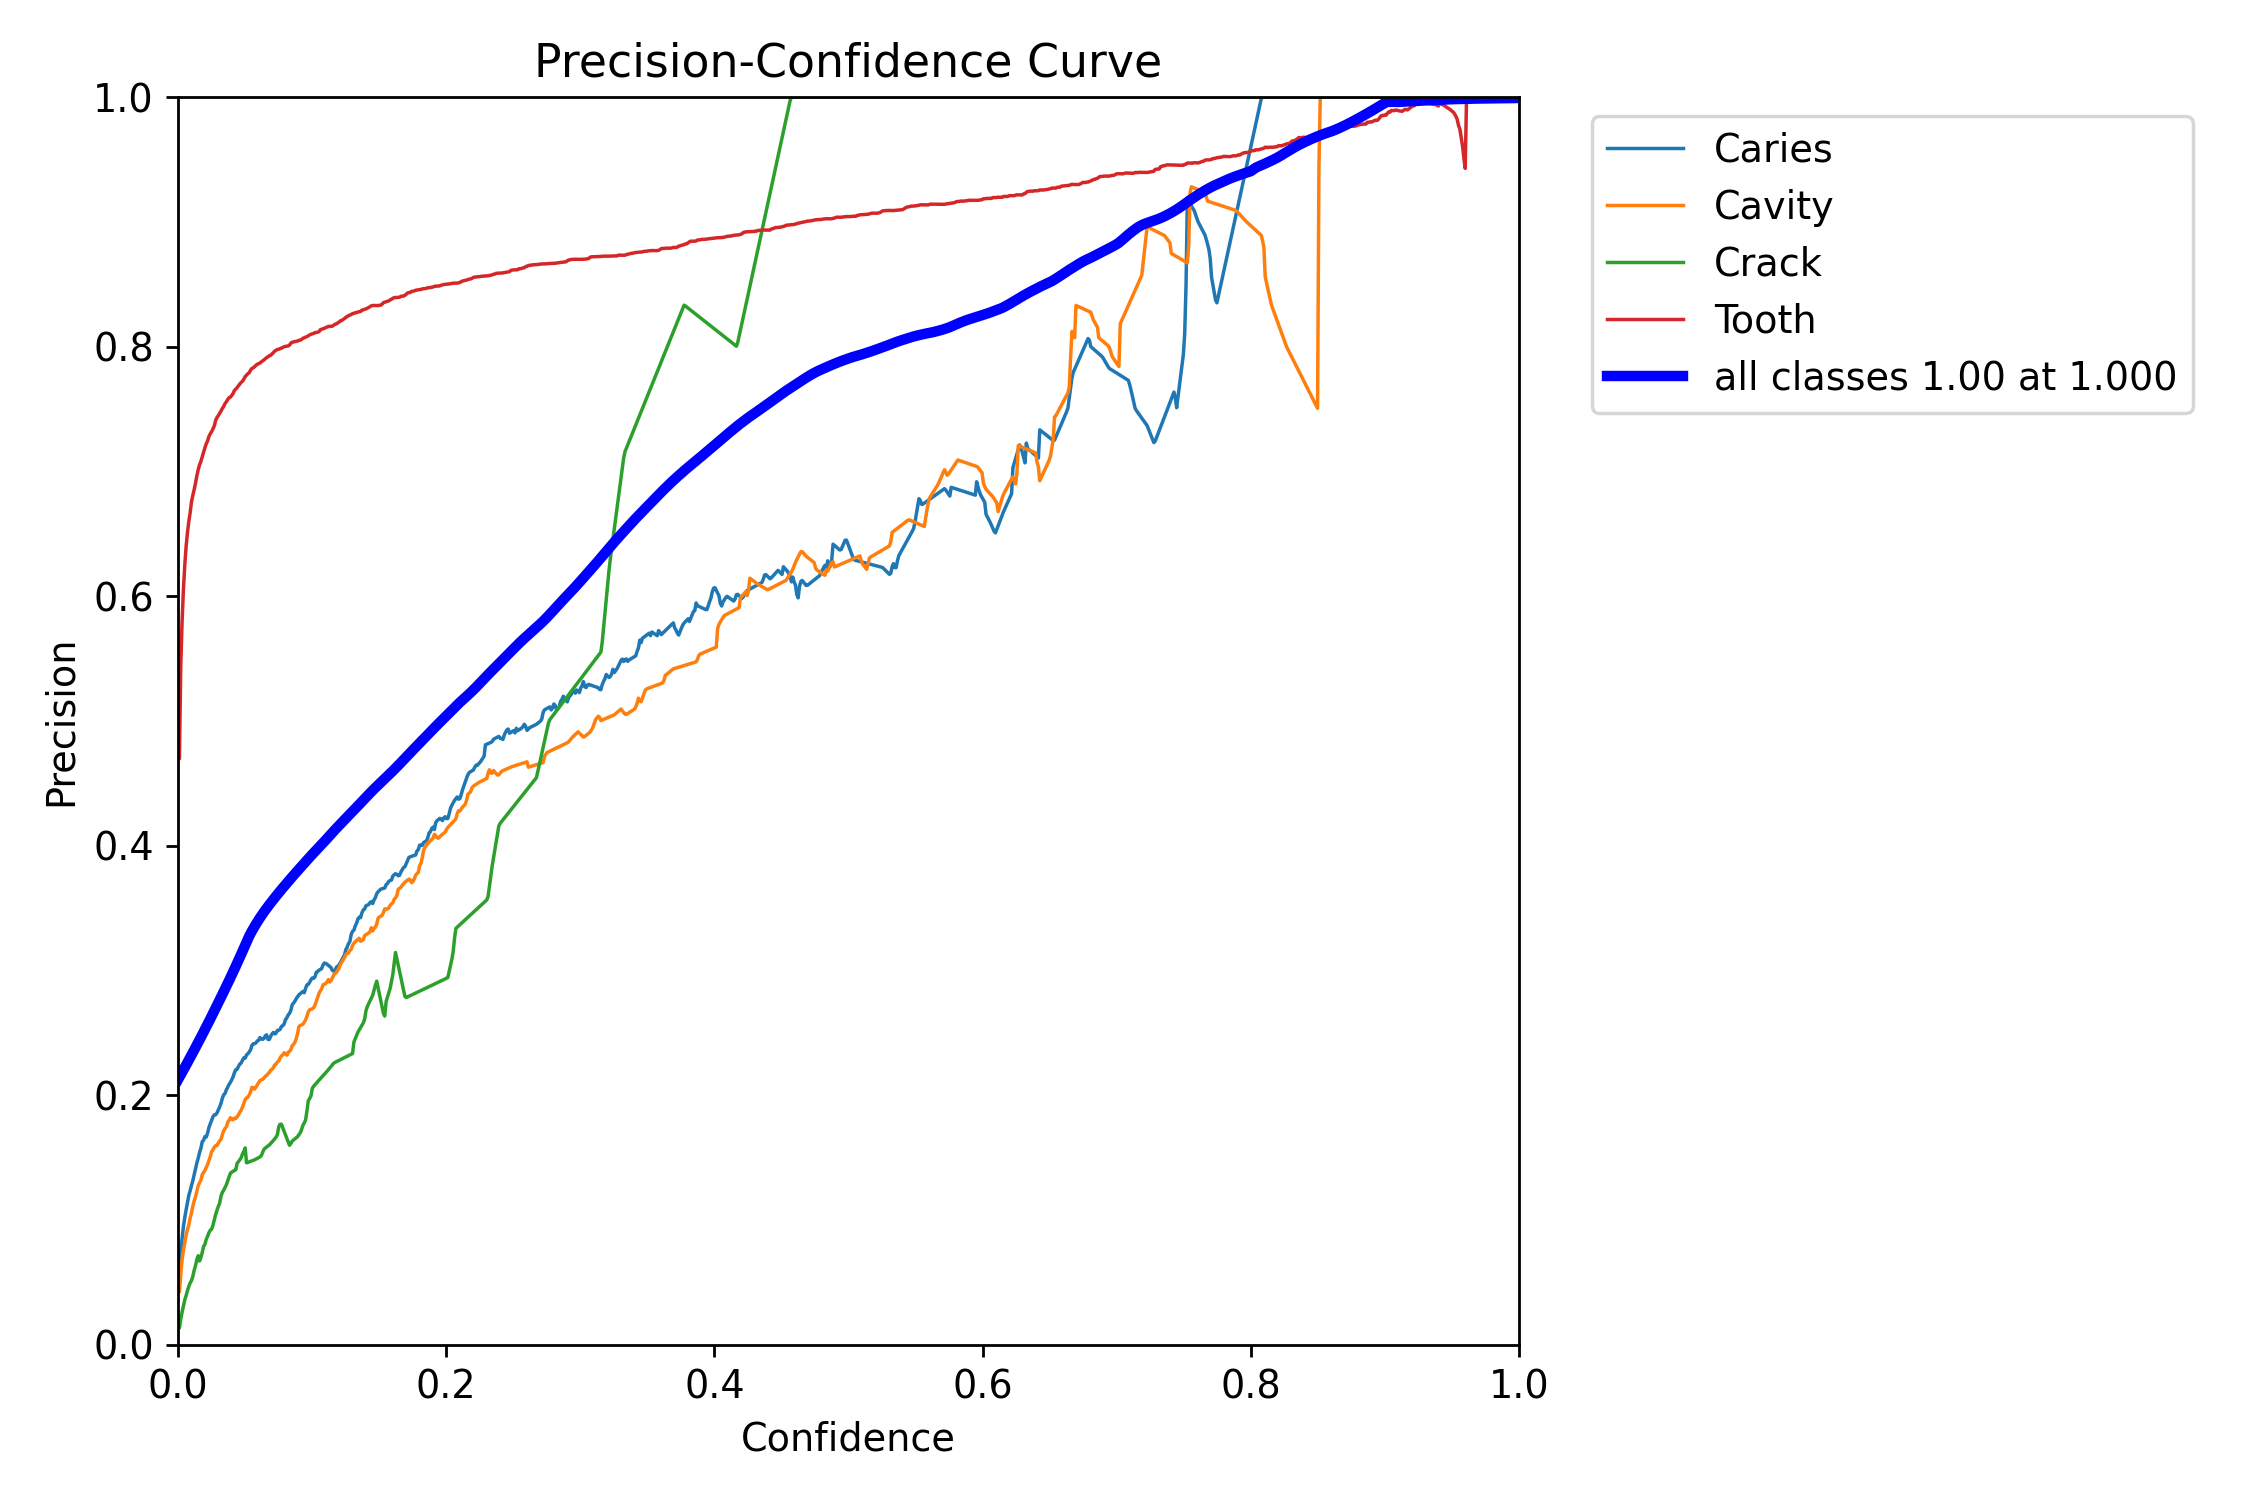 Precision-Confidence Curve
1.0
0.8
0.6
0.4
0.2
0.0
Precision
0.0 0.2 0.4 0.6 0.8 1.0
Confidence
Caries
Cavity
Crack
Tooth
all classes 1.00 at 1.000